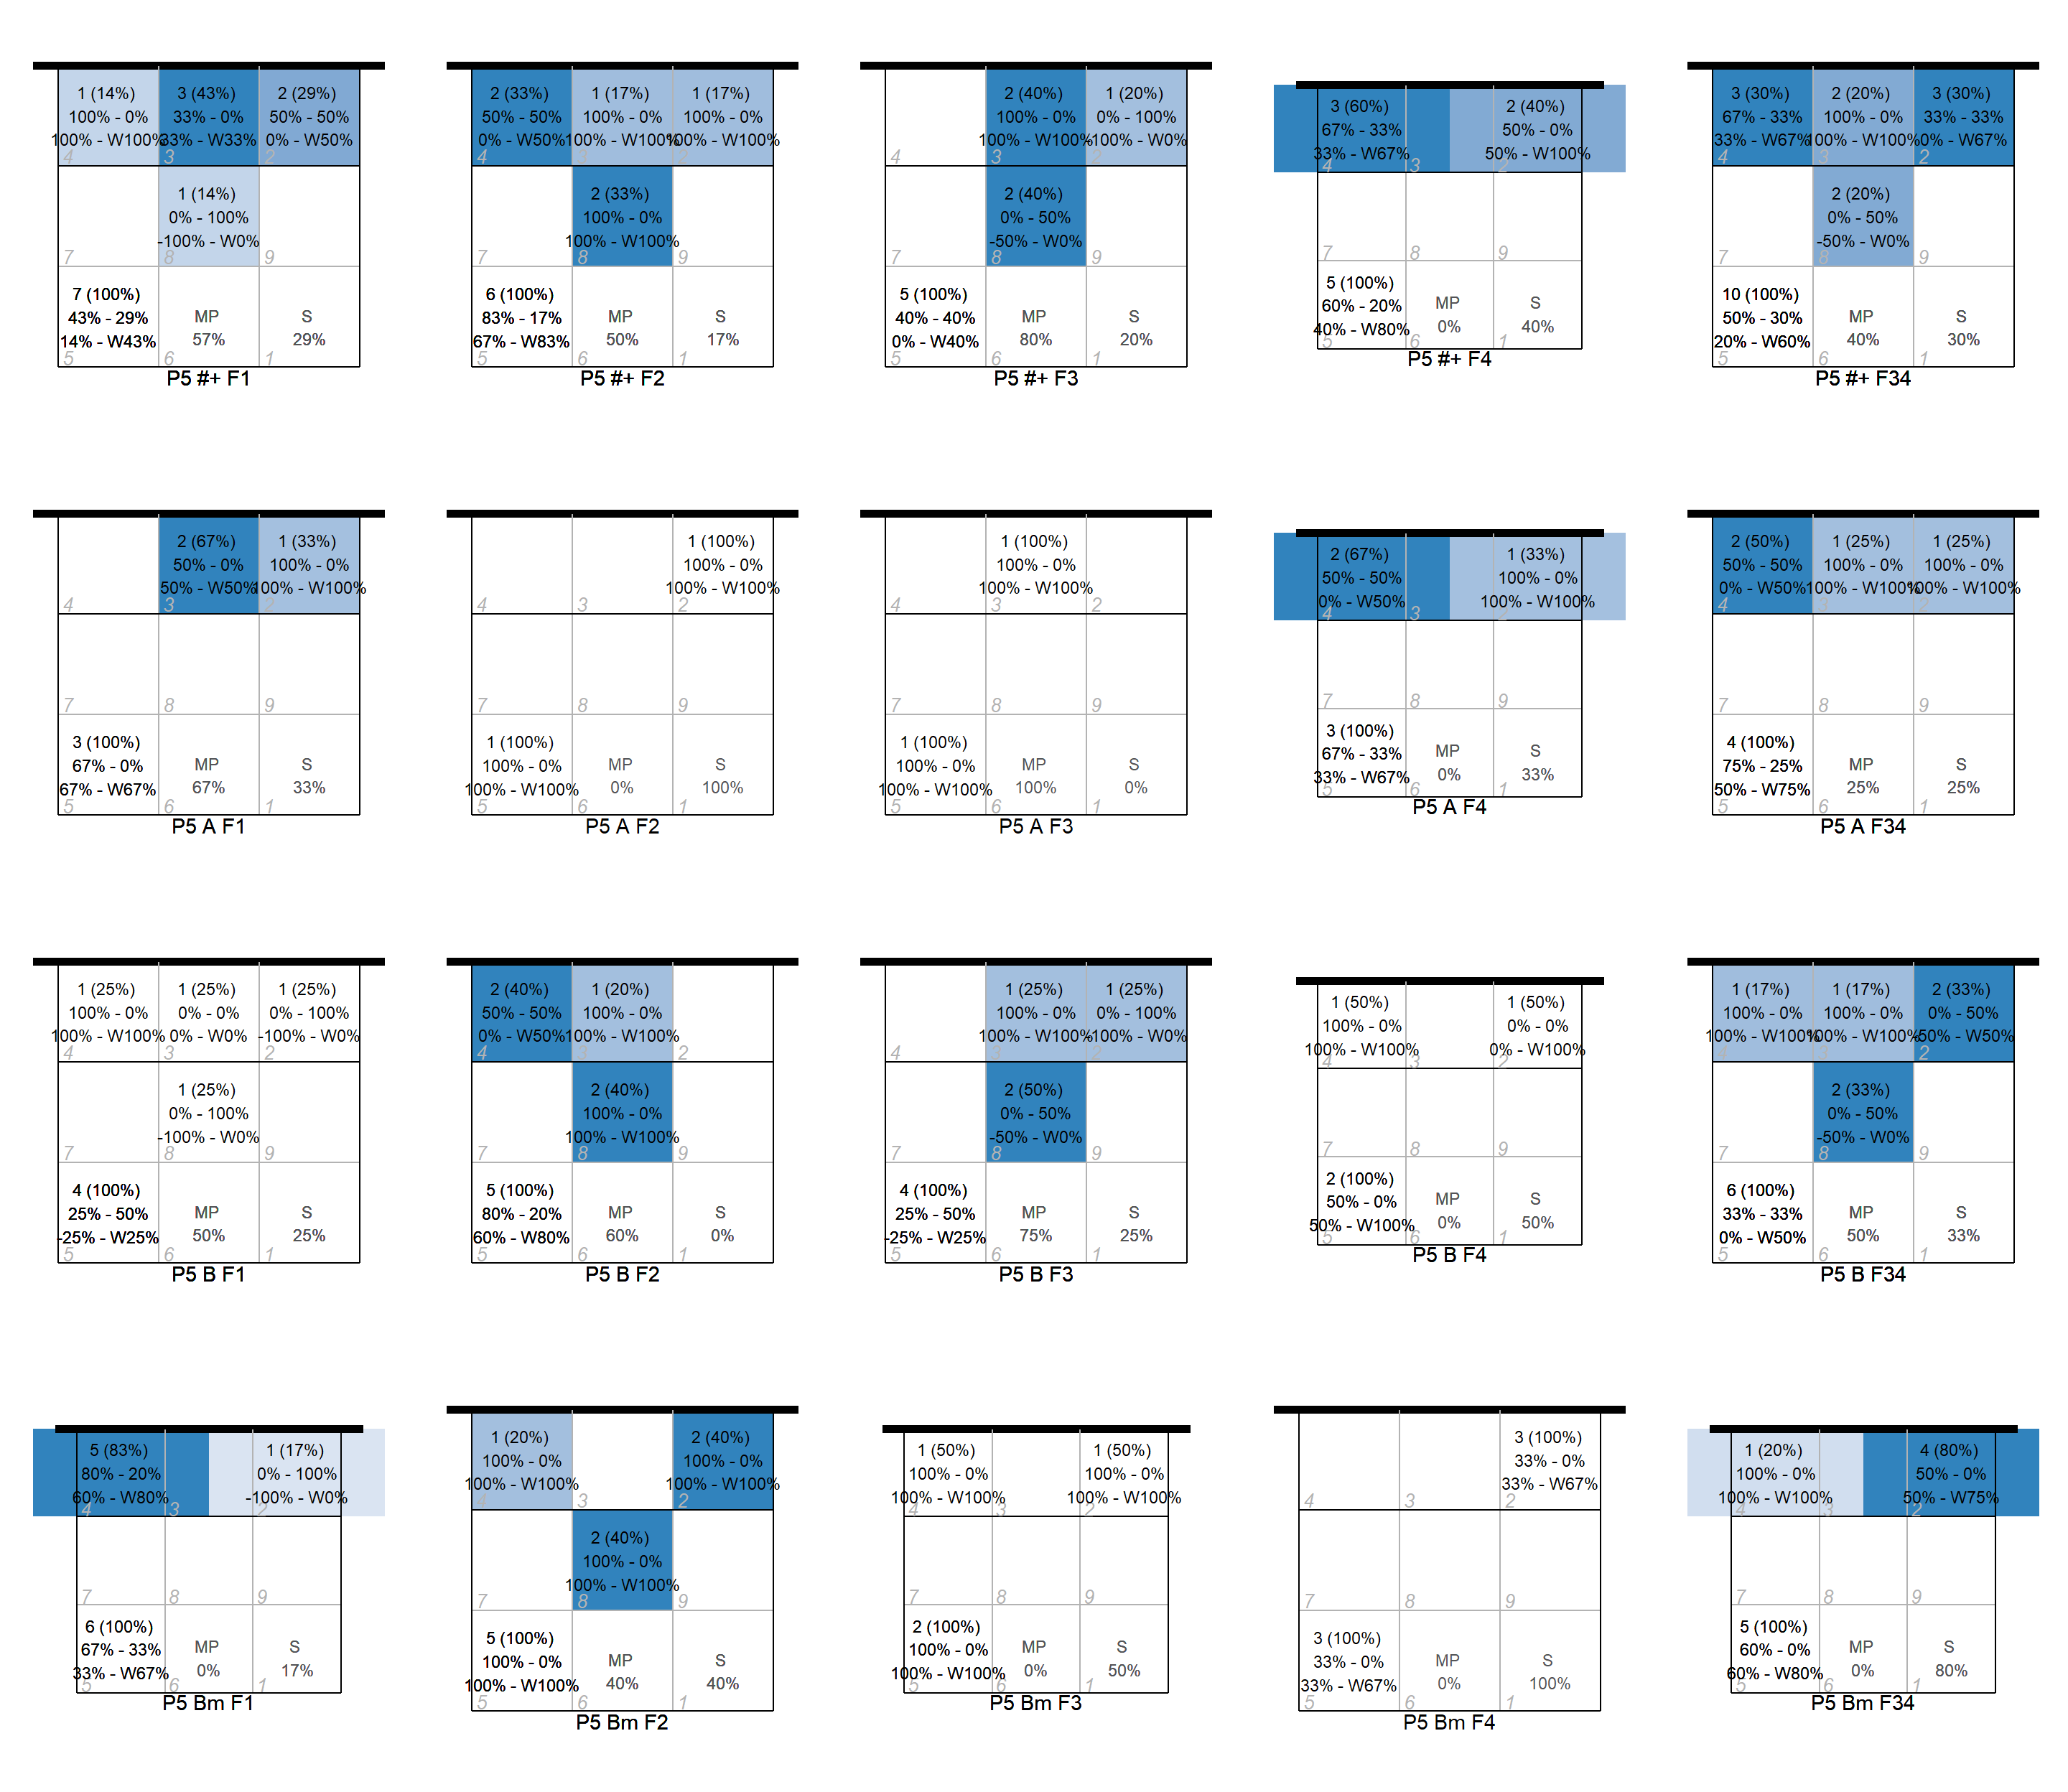 1 (14%) 3 (43%) 2 (29%)
100% - 0% 33% - 0% 50% - 50%
100% - W100% 33% - W33% 0% - W50%
4 3 2
1 (14%)
0% - 100%
-100% - W0%
7 8 9
7 (100%)
43% - 29% MP S
14% - W43% 57% 29%
5 6 1
P5 #+ F1
2 (33%) 1 (17%) 1 (17%)
50% - 50% 100% - 0% 100% - 0%
0% - W50% 100% - W100% 100% - W100%
4 3 2
2 (33%)
100% - 0%
100% - W100%
7 8 9
6 (100%)
83% - 17% MP S
67% - W83% 50% 17%
5 6 1
P5 #+ F2
2 (40%) 1 (20%)
100% - 0% 0% - 100%
100% - W100% -100% - W0%
4 3 2
2 (40%)
0% - 50%
-50% - W0%
7 8 9
5 (100%)
40% - 40% MP S
0% - W40% 80% 20%
5 6 1
P5 #+ F3
3 (60%) 2 (40%)
67% - 33% 50% - 0%
33% - W67% 50% - W100%
4 3 2
7 8 9
5 (100%)
60% - 20% MP S
40% - W80% 0% 40%
5 6 1
P5 #+ F4
3 (30%) 2 (20%) 3 (30%)
67% - 33% 100% - 0% 33% - 33%
33% - W67% 100% - W100% 0% - W67%
4 3 2
2 (20%)
0% - 50%
-50% - W0%
7 8 9
10 (100%)
50% - 30% MP S
20% - W60% 40% 30%
5 6 1
P5 #+ F34
2 (67%) 1 (33%)
50% - 0% 100% - 0%
50% - W50% 100% - W100%
4 3 2
7 8 9
3 (100%)
67% - 0% MP S
67% - W67% 67% 33%
5 6 1
P5 A F1
1 (100%)
100% - 0%
100% - W100%
4 3 2
7 8 9
1 (100%)
100% - 0% MP S
100% - W100% 0% 100%
5 6 1
P5 A F2
1 (100%)
100% - 0%
100% - W100%
4 3 2
7 8 9
1 (100%)
100% - 0% MP S
100% - W100% 100% 0%
5 6 1
P5 A F3
2 (67%) 1 (33%)
50% - 50% 100% - 0%
0% - W50% 100% - W100%
4 3 2
7 8 9
3 (100%)
67% - 33% MP S
33% - W67% 0% 33%
5 6 1
P5 A F4
2 (50%) 1 (25%) 1 (25%)
50% - 50% 100% - 0% 100% - 0%
0% - W50% 100% - W100% 100% - W100%
4 3 2
7 8 9
4 (100%)
75% - 25% MP S
50% - W75% 25% 25%
5 6 1
P5 A F34
1 (25%) 1 (25%) 1 (25%)
100% - 0% 0% - 0% 0% - 100%
100% - W100% 0% - W0% -100% - W0%
4 3 2
1 (25%)
0% - 100%
-100% - W0%
7 8 9
4 (100%)
25% - 50% MP S
-25% - W25% 50% 25%
5 6 1
P5 B F1
2 (40%) 1 (20%)
50% - 50% 100% - 0%
0% - W50% 100% - W100%
4 3 2
2 (40%)
100% - 0%
100% - W100%
7 8 9
5 (100%)
80% - 20% MP S
60% - W80% 60% 0%
5 6 1
P5 B F2
1 (25%) 1 (25%)
100% - 0% 0% - 100%
100% - W100% -100% - W0%
4 3 2
2 (50%)
0% - 50%
-50% - W0%
7 8 9
4 (100%)
25% - 50% MP S
-25% - W25% 75% 25%
5 6 1
P5 B F3
1 (50%) 1 (50%)
100% - 0% 0% - 0%
100% - W100% 0% - W100%
4 3 2
7 8 9
2 (100%)
50% - 0% MP S
50% - W100% 0% 50%
5 6 1
P5 B F4
1 (17%) 1 (17%) 2 (33%)
100% - 0% 100% - 0% 0% - 50%
100% - W100% 100% - W100% -50% - W50%
4 3 2
2 (33%)
0% - 50%
-50% - W0%
7 8 9
6 (100%)
33% - 33% MP S
0% - W50% 50% 33%
5 6 1
P5 B F34
5 (83%) 1 (17%)
80% - 20% 0% - 100%
60% - W80% -100% - W0%
4 3 2
7 8 9
6 (100%)
67% - 33% MP S
33% - W67% 0% 17%
5 6 1
P5 Bm F1
1 (20%) 2 (40%)
100% - 0% 100% - 0%
100% - W100% 100% - W100%
4 3 2
2 (40%)
100% - 0%
100% - W100%
7 8 9
5 (100%)
100% - 0% MP S
100% - W100% 40% 40%
5 6 1
P5 Bm F2
1 (50%) 1 (50%)
100% - 0% 100% - 0%
100% - W100% 100% - W100%
4 3 2
7 8 9
2 (100%)
100% - 0% MP S
100% - W100% 0% 50%
5 6 1
P5 Bm F3
3 (100%)
33% - 0%
33% - W67%
4 3 2
7 8 9
3 (100%)
33% - 0% MP S
33% - W67% 0% 100%
5 6 1
P5 Bm F4
1 (20%) 4 (80%)
100% - 0% 50% - 0%
100% - W100% 50% - W75%
4 3 2
7 8 9
5 (100%)
60% - 0% MP S
60% - W80% 0% 80%
5 6 1
P5 Bm F34